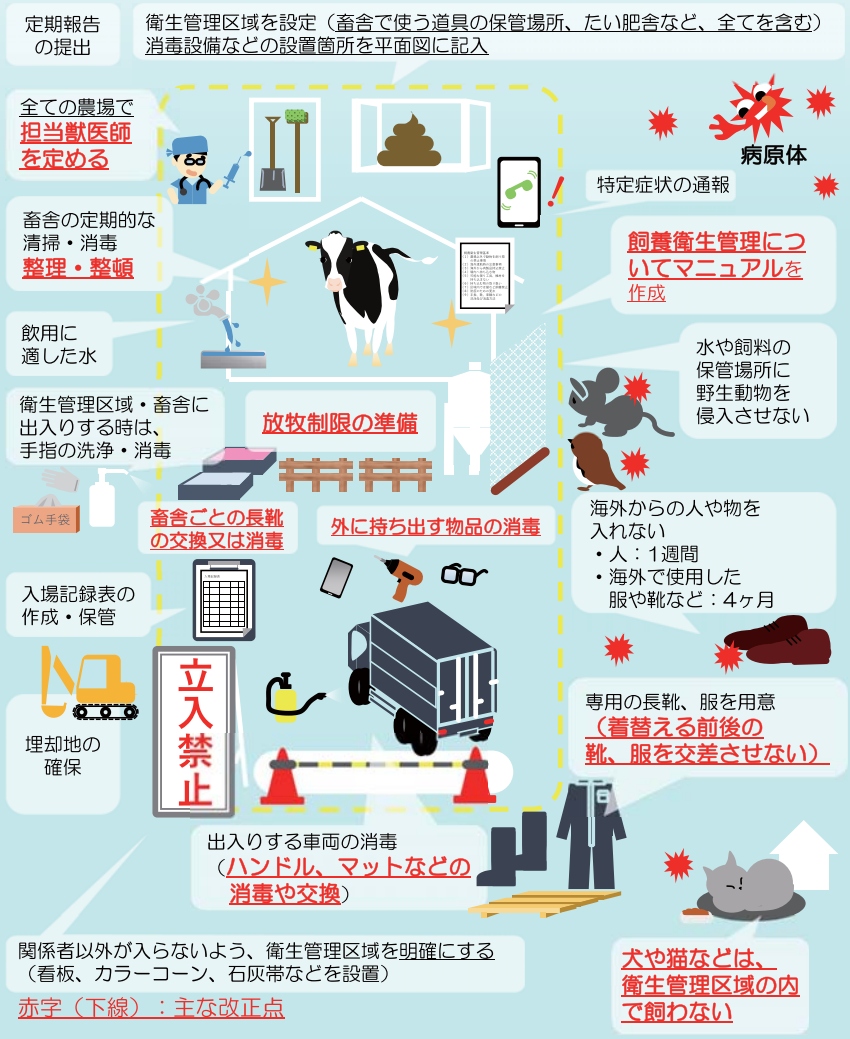 定期報告
の提出
衛生管理区域を設定（畜舎で使う道具の保管場所、たい肥舎など、全てを含む）
消毒設備などの設置箇所を平面図に記入
全ての農場で
担当獣医師
を定める
病原体
特定症状の通報
畜舎の定期的な
清掃・消毒
整理・整頓
飼養衛生管理につ
いてマニュアルを
作成
飲用に
適した水
水や飼料の
保管場所に
野生動物を
侵入させない
衛生管理区域・畜舎に
出入りする時は、
手指の洗浄・消毒
放牧制限の準備
ゴム手袋
畜舎ごとの長靴
の交換又は消毒
外に持ち出す物品の消毒
海外からの人や物を
入れない
・人：1週間
・海外で使用した
服や靴など：4ヶ月
入場記録表の
作成・保管
立入禁止
専用の長靴、服を用意
（着替える前後の
靴、服を交差させない）
埋却地の
確保
出入りする車両の消毒
（ハンドル、マットなどの
消毒や交換）
関係者以外が入らないよう、衛生管理区域を明確にする
（看板、カラーコーン、石灰帯などを設置）
犬や猫などは、
衛生管理区域の内
で飼わない
赤字（下線）：主な改正点